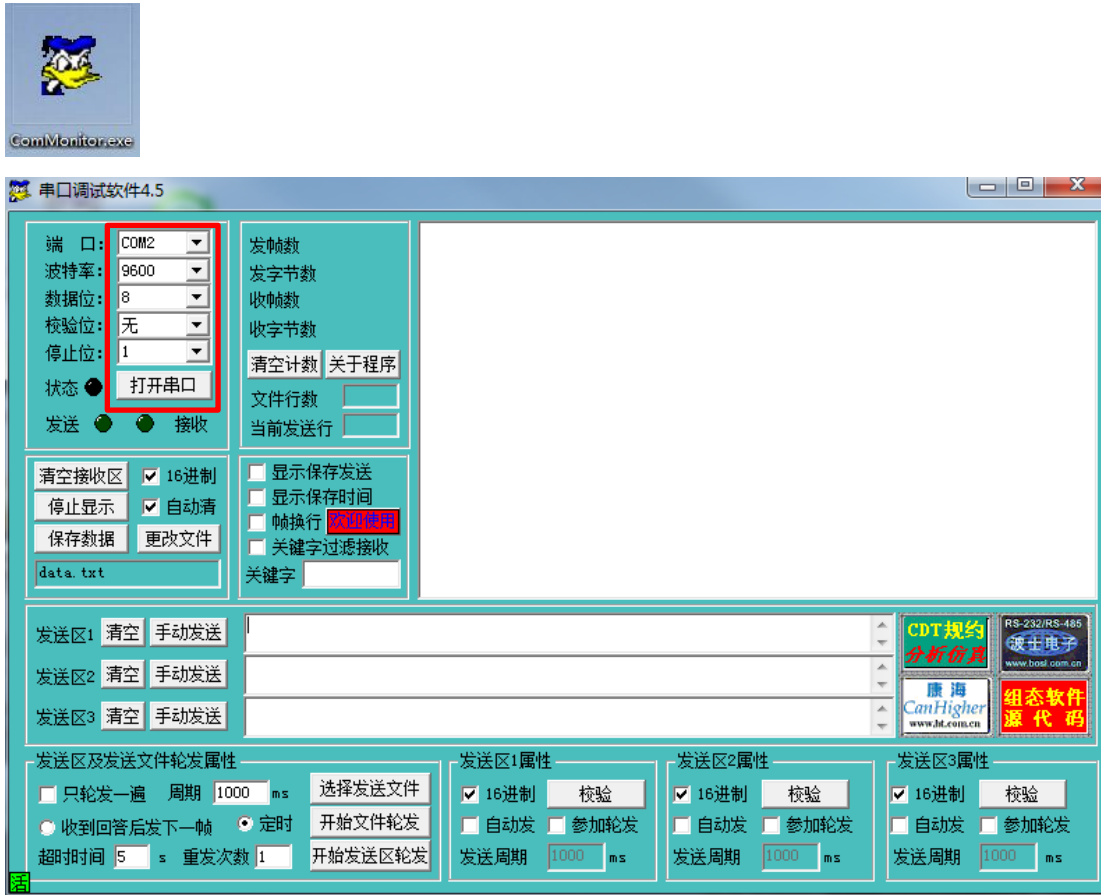 ComMonitor.exe
串口调试软件4.5
端 口: COM2
波特率: 9600
数据位: 8
校验位: 无
停止位: 1
状态 打开串口
发送 接收
发帧数
发字节数
收帧数
收字节数
清空计数 关于程序
文件行数
当前发送行
清空接收区 16进制
停止显示 自动清
保存数据 更改文件
data.txt
显示保存发送
显示保存时间
帧换行 欢迎使用
关键字过滤接收
关键字
发送区1 清空 手动发送
发送区2 清空 手动发送
发送区3 清空 手动发送
CDT规约
分析仿真
RS-232/RS-485
波士电子
www.bosi.com.cn
康海
CanHigher
www.ht.com.cn
组态软件
源代码
发送区及发送文件轮发属性
只轮发一遍 周期 1000 ms 选择发送文件
收到回答后发下一帧 定时 开始文件轮发
超时时间 5 s 重发次数 1 开始发送区轮发
发送区1属性
16进制 校验
自动发 参加轮发
发送周期 1000 ms
发送区2属性
16进制 校验
自动发 参加轮发
发送周期 1000 ms
发送区3属性
16进制 校验
自动发 参加轮发
发送周期 1000 ms
活